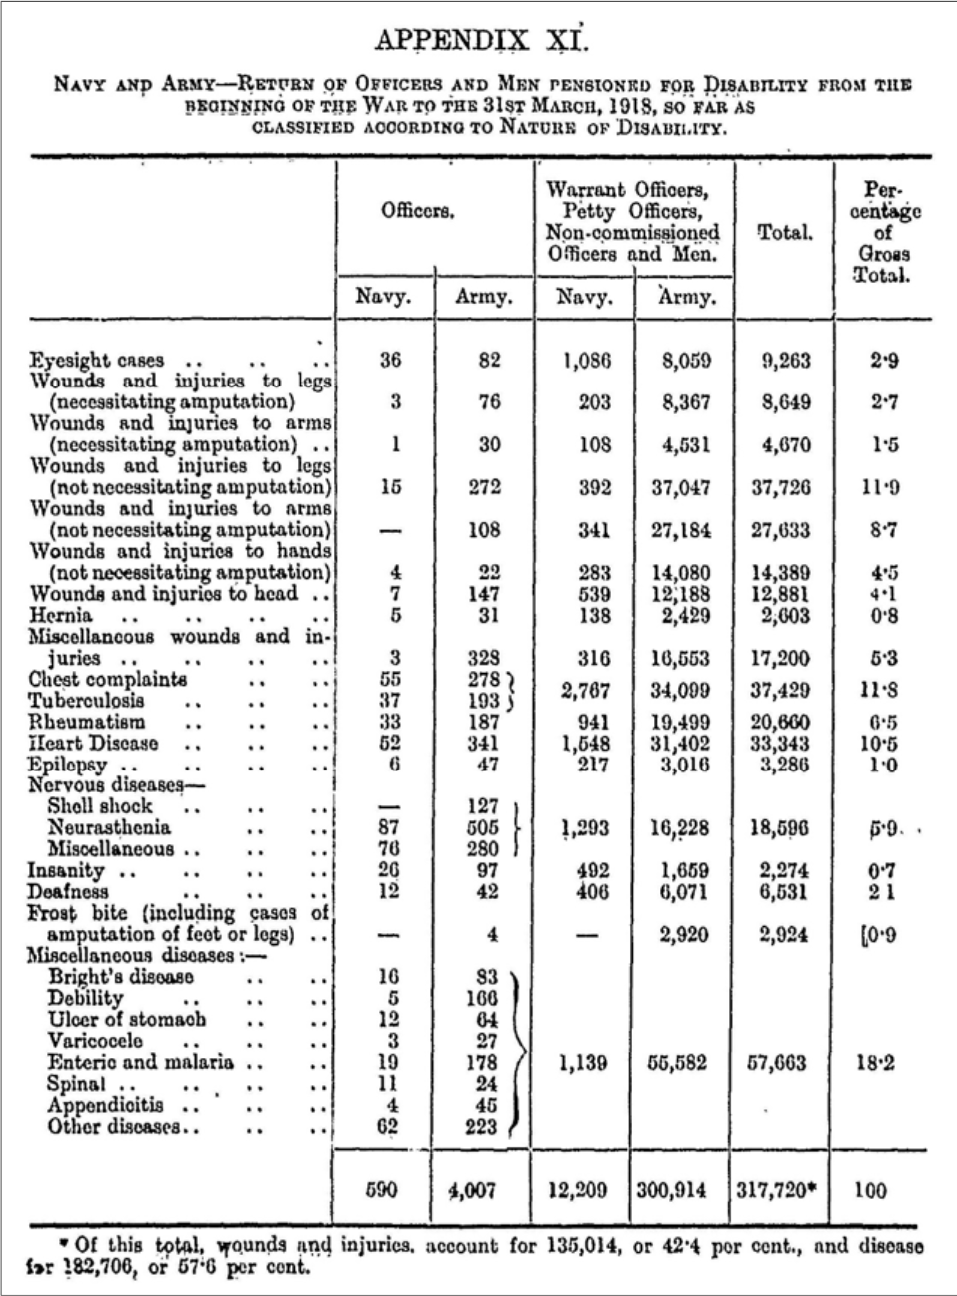 APPENDIX XI.
NAVY AND ARMY—RETURN OF OFFICERS AND MEN PENSIONED FOR DISABILITY FROM THE
BEGINNING OF THE WAR TO THE 31ST MARCH, 1918, SO FAR AS
CLASSIFIED ACCORDING TO NATURE OF DISABILITY.
Officers. Warrant Officers, Petty Officers, Non-commissioned Officers and Men. Total. Per-centage of Gross Total.
Navy. Army. Navy. Army.
Eyesight cases .. .. .. 36 82 1,086 8,059 9,263 2·9
Wounds and injuries to legs
(necessitating amputation) 3 76 203 8,367 8,649 2·7
Wounds and injuries to arms
(necessitating amputation) .. 1 30 108 4,531 4,670 1·5
Wounds and injuries to legs
(not necessitating amputation) 15 272 392 37,047 37,726 11·9
Wounds and injuries to arms
(not necessitating amputation) — 108 341 27,184 27,633 8·7
Wounds and injuries to hands
(not necessitating amputation) 4 22 283 14,080 14,389 4·5
Wounds and injuries to head .. 7 147 539 12,188 12,881 4·1
Hernia .. .. .. .. 5 31 138 2,429 2,603 0·8
Miscellaneous wounds and in-
juries .. .. .. .. 3 328 316 16,553 17,200 5·3
Chest complaints .. .. 55 278
Tuberculosis .. .. .. 37 193 2,767 34,099 37,429 11·8
Rheumatism .. .. .. 33 187 941 19,499 20,660 6·5
Heart Disease .. .. .. 52 341 1,548 31,402 33,343 10·5
Epilepsy .. .. .. .. 6 47 217 3,016 3,286 1·0
Nervous diseases—
Shell shock .. .. .. — 127
Neurasthenia .. .. 87 505 1,293 16,228 18,596 5·9
Miscellaneous .. .. .. 76 280
Insanity .. .. .. .. 26 97 492 1,659 2,274 0·7
Deafness .. .. .. 12 42 406 6,071 6,531 2 1
Frost bite (including cases of
amputation of feet or legs) .. — 4 — 2,920 2,924 0·9
Miscellaneous diseases:—
Bright's disease .. .. 16 83
Debility .. .. .. 5 166
Ulcer of stomach .. .. 12 64
Varicocele .. .. .. 3 27
Enteric and malaria .. .. 19 178 1,139 55,582 57,663 18·2
Spinal .. .. .. .. 11 24
Appendicitis .. .. .. 4 45
Other diseases .. .. .. 62 223
590 4,007 12,209 300,914 317,720* 100
* Of this total, wounds and injuries, account for 135,014, or 42·4 per cent., and disease
for 182,706, or 57·6 per cent.